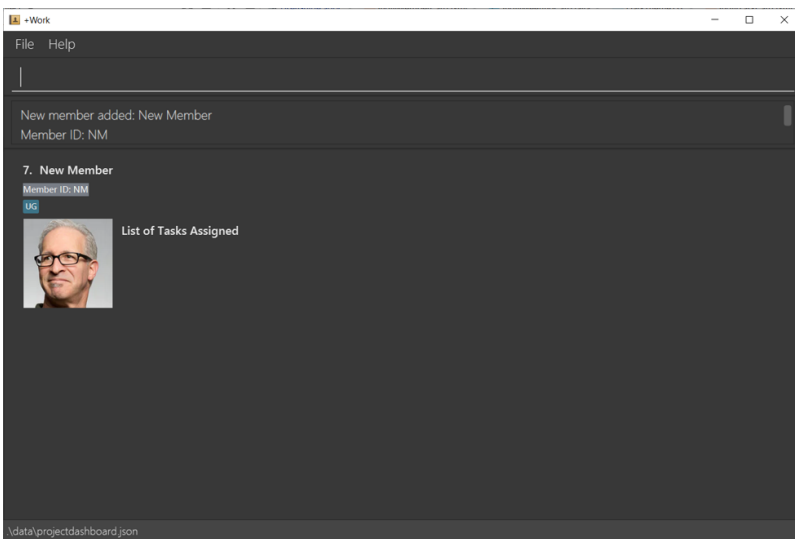 +Work
File Help
New member added: New Member
Member ID: NM
7. New Member
Member ID: NM
UG
List of Tasks Assigned
.\data\projectdashboard.json